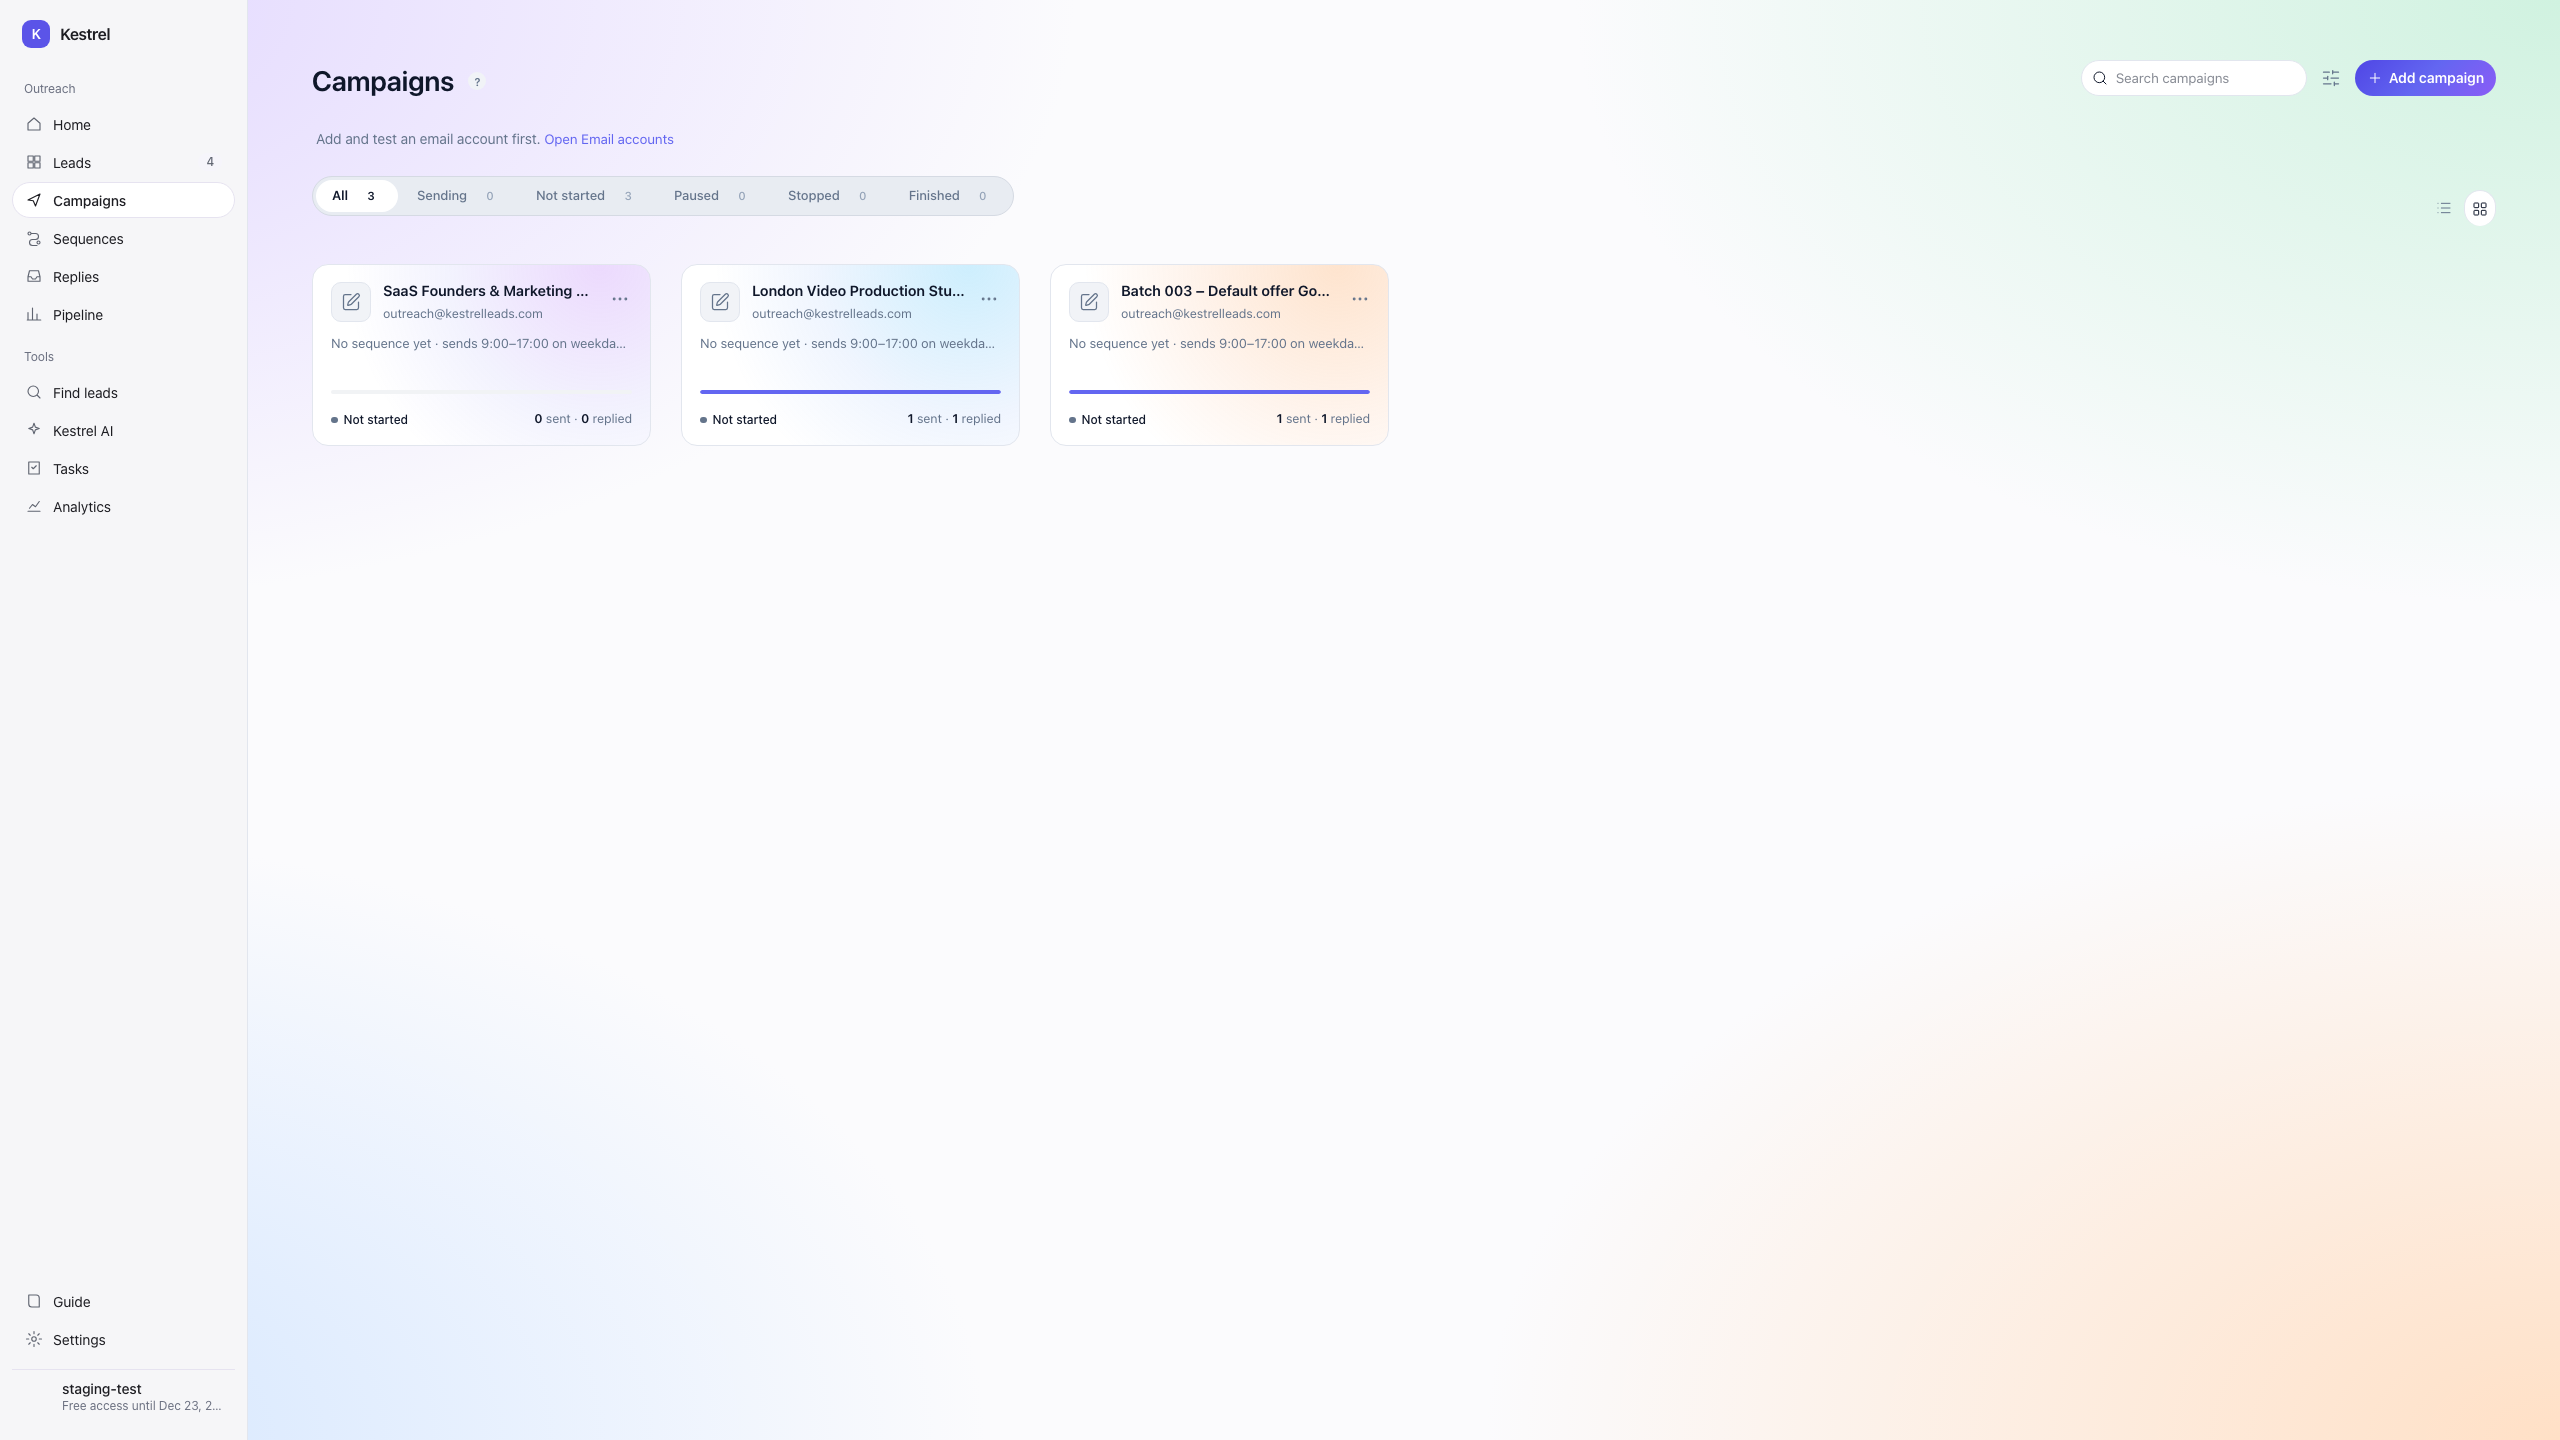 K Kestrel
Outreach
Home
Leads 4
Campaigns
Sequences
Replies
Pipeline
Tools
Find leads
Kestrel AI
Tasks
Analytics
Guide
Settings
staging-test
Free access until Dec 23, 2...
Campaigns ?
Search campaigns
Add campaign
Add and test an email account first. Open Email accounts
All 3 Sending 0 Not started 3 Paused 0 Stopped 0 Finished 0
SaaS Founders & Marketing ...
outreach@kestrelleads.com
No sequence yet · sends 9:00–17:00 on weekda...
Not started 0 sent · 0 replied
London Video Production Stu...
outreach@kestrelleads.com
No sequence yet · sends 9:00–17:00 on weekda...
Not started 1 sent · 1 replied
Batch 003 – Default offer Go...
outreach@kestrelleads.com
No sequence yet · sends 9:00–17:00 on weekda...
Not started 1 sent · 1 replied